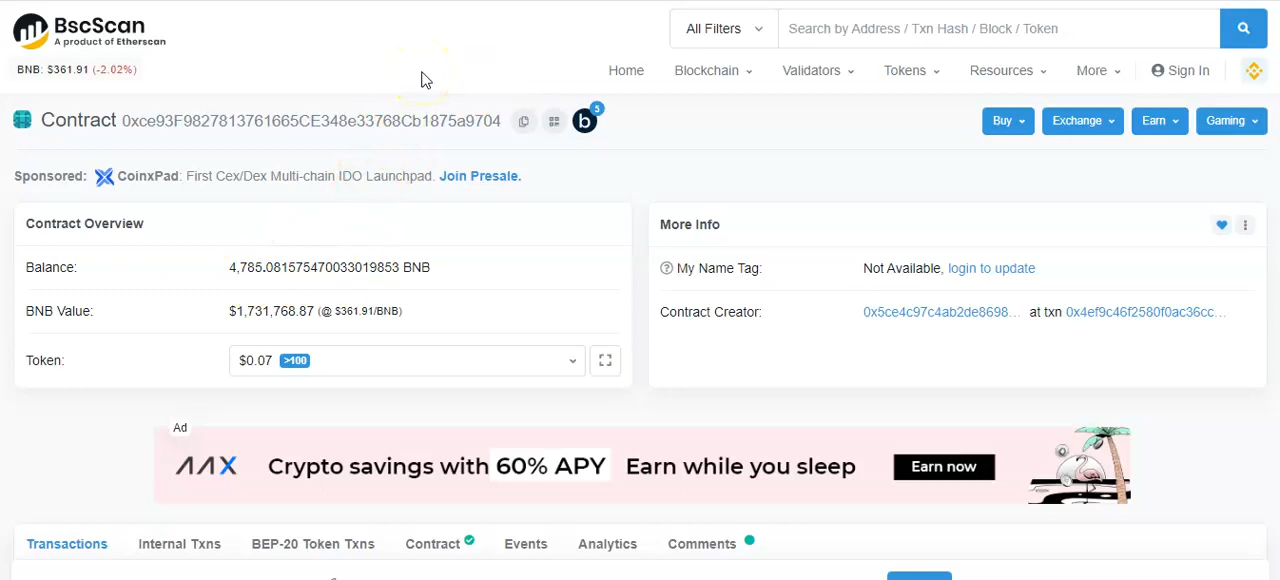 BscScan
A product of Etherscan
All Filters
Search by Address / Txn Hash / Block / Token
BNB: $361.91 (-2.02%)
Home Blockchain Validators Tokens Resources More Sign In
Contract 0xce93F9827813761665CE348e33768Cb1875a9704
b 5
Buy Exchange Earn Gaming
Sponsored: CoinxPad: First Cex/Dex Multi-chain IDO Launchpad. Join Presale.
Contract Overview
Balance: 4,785.081575470033019853 BNB
BNB Value: $1,731,768.87 (@ $361.91/BNB)
Token: $0.07 >100
More Info
My Name Tag: Not Available, login to update
Contract Creator: 0x5ce4c97c4ab2de8698... at txn 0x4ef9c46f2580f0ac36cc...
Ad
AAX Crypto savings with 60% APY Earn while you sleep Earn now
Transactions Internal Txns BEP-20 Token Txns Contract Events Analytics Comments